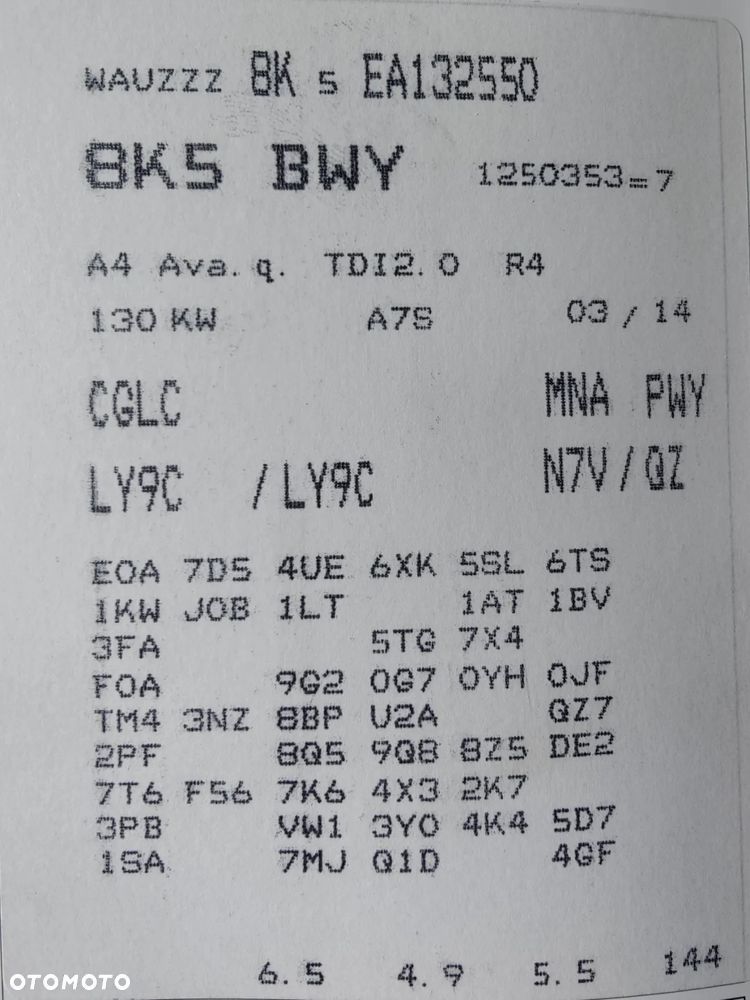 WAUZZZ 8K 5 EA132550
8K5 BWY 1250353=7
A4 Ava. q. TDI2.0 R4
130 KW A7S 03 / 14
CGLC MNA PWY
LY9C /LY9C N7V/QZ
E0A 7D5 4UE 6XK 5SL 6TS
1KW J0B 1LT 1AT 1BV
3FA 5TG 7X4
F0A 9G2 0G7 0YH 0JF
TM4 3NZ 8BP U2A QZ7
2PF 8Q5 9Q8 8Z5 DE2
7T6 F56 7K6 4X3 2K7
3PB VW1 3Y0 4K4 5D7
1SA 7MJ Q1D 4GF
6.5 4.9 5.5 144
OTOMOTO